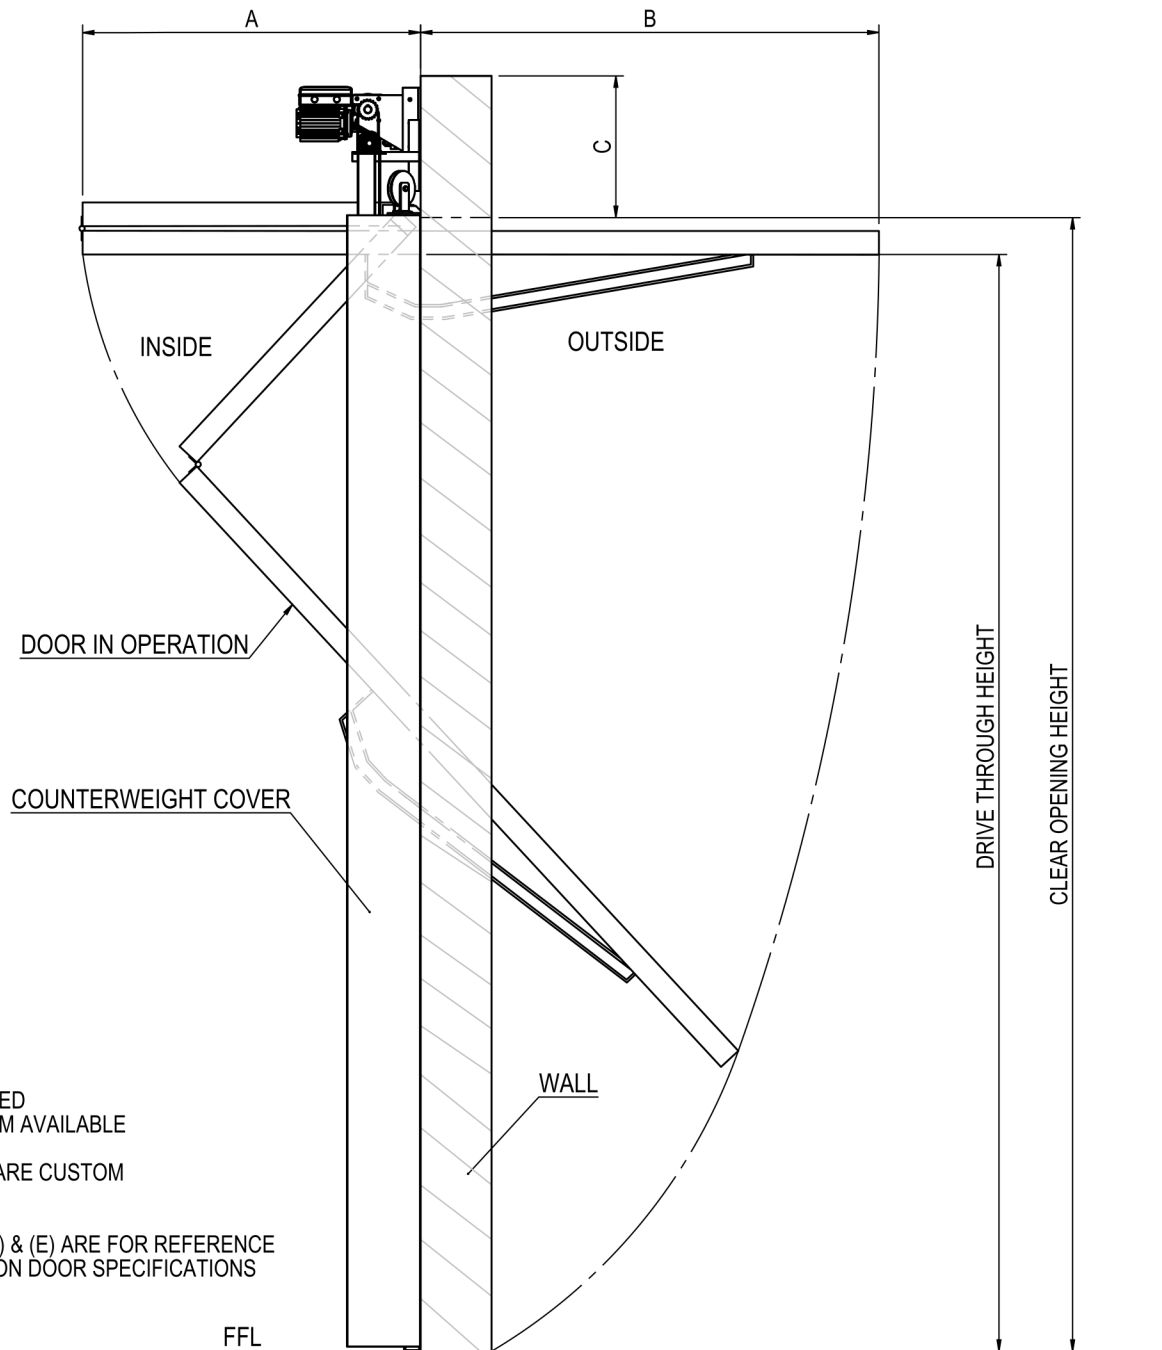 A
B
C
INSIDE
OUTSIDE
DOOR IN OPERATION
DRIVE THROUGH HEIGHT
CLEAR OPENING HEIGHT
COUNTERWEIGHT COVER
WALL
AVAILABLE
ARE CUSTOM
& (E) ARE FOR REFERENCE
ON DOOR SPECIFICATIONS
FFL